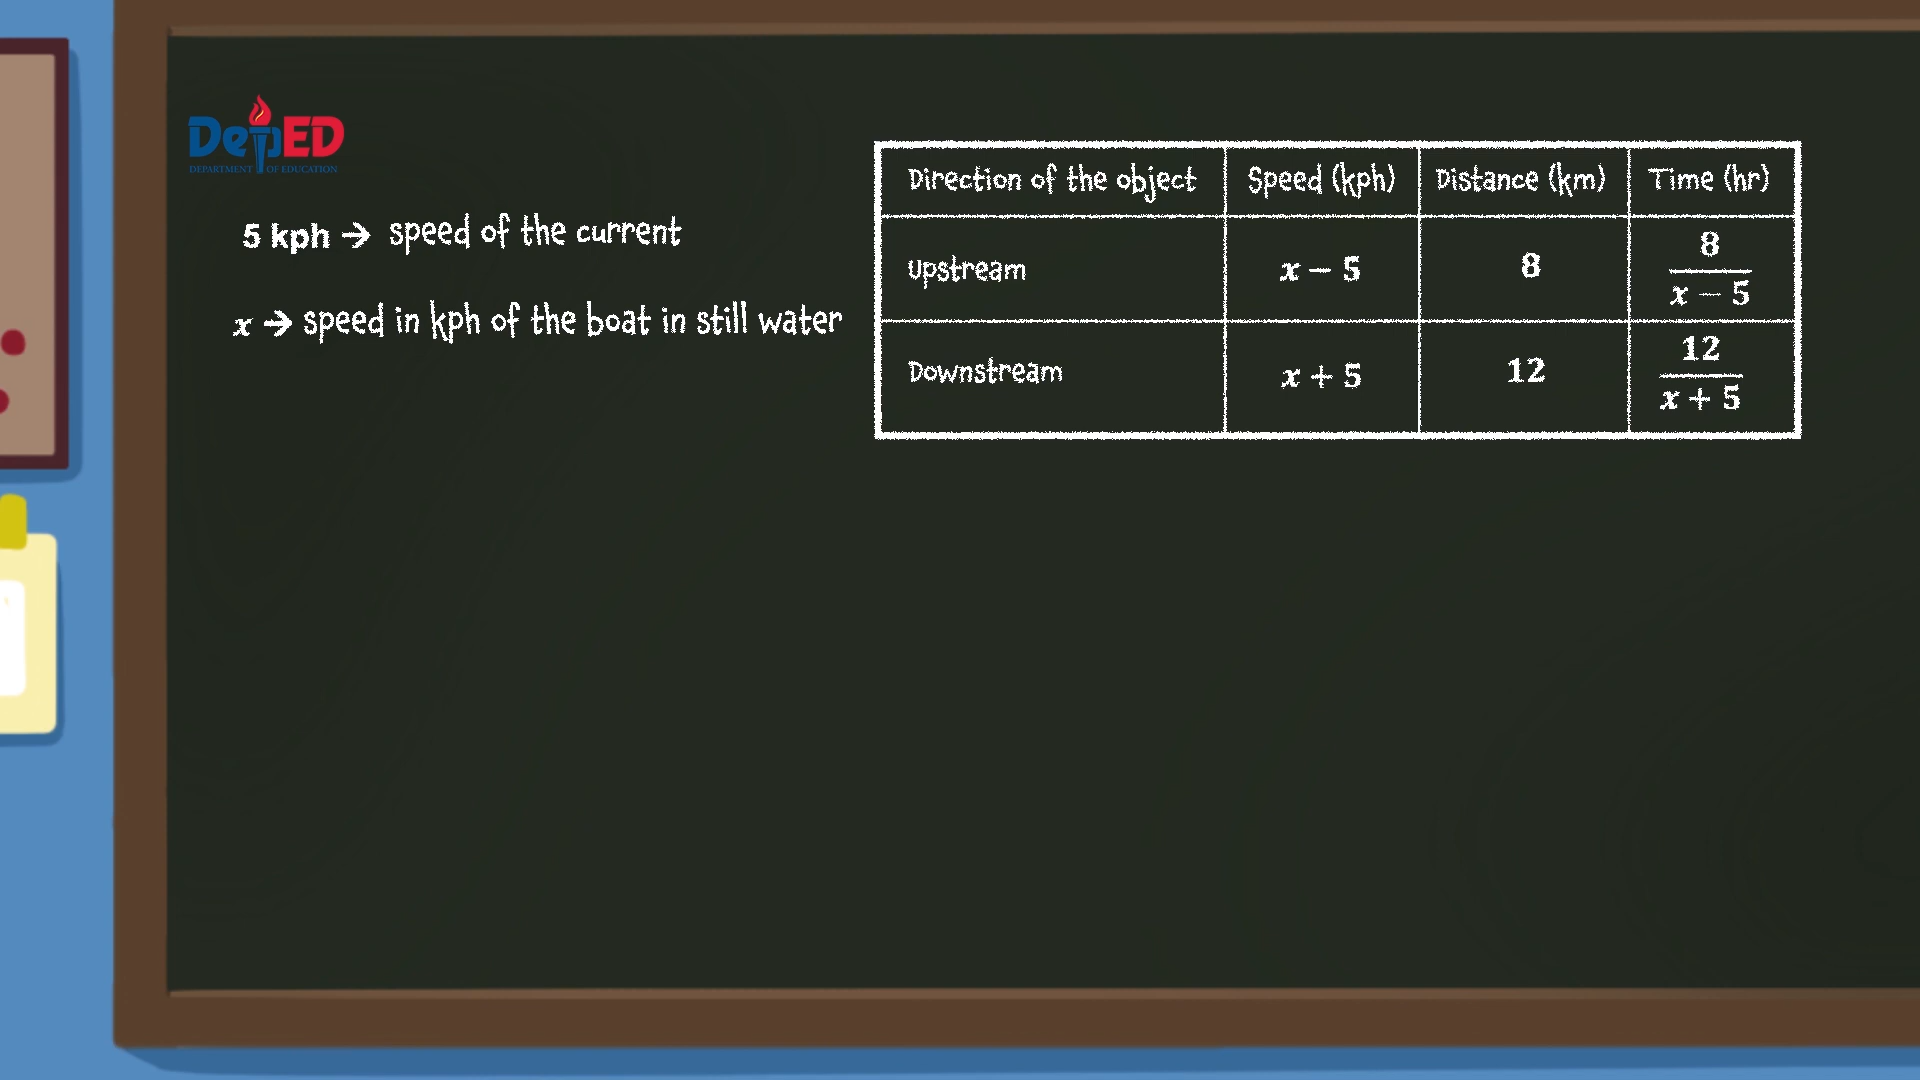 DepED
DEPARTMENT OF EDUCATION
5 kph → speed of the current
x → speed in kph of the boat in still water
Direction of the object Speed (kph) Distance (km) Time (hr)
Upstream x − 5 8 8/(x − 5)
Downstream x + 5 12 12/(x + 5)